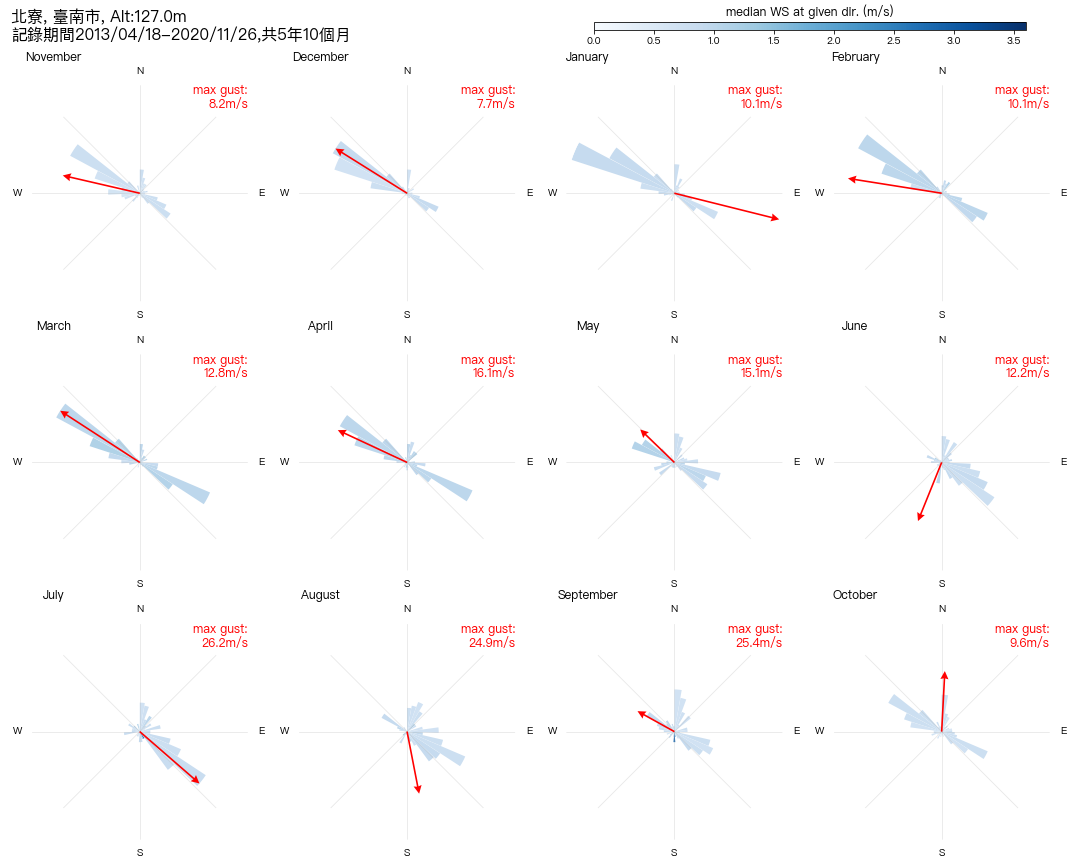 北寮, 臺南市, Alt:127.0m
記錄期間2013/04/18–2020/11/26,共5年10個月
median WS at given dir. (m/s)
0.0 0.5 1.0 1.5 2.0 2.5 3.0 3.5
November
N
max gust:
8.2m/s
W
E
S
December
N
max gust:
7.7m/s
W
E
S
January
N
max gust:
10.1m/s
W
E
S
February
N
max gust:
10.1m/s
W
E
S
March
N
max gust:
12.8m/s
W
E
S
April
N
max gust:
16.1m/s
W
E
S
May
N
max gust:
15.1m/s
W
E
S
June
N
max gust:
12.2m/s
W
E
S
July
N
max gust:
26.2m/s
W
E
S
August
N
max gust:
24.9m/s
W
E
S
September
N
max gust:
25.4m/s
W
E
S
October
N
max gust:
9.6m/s
W
E
S